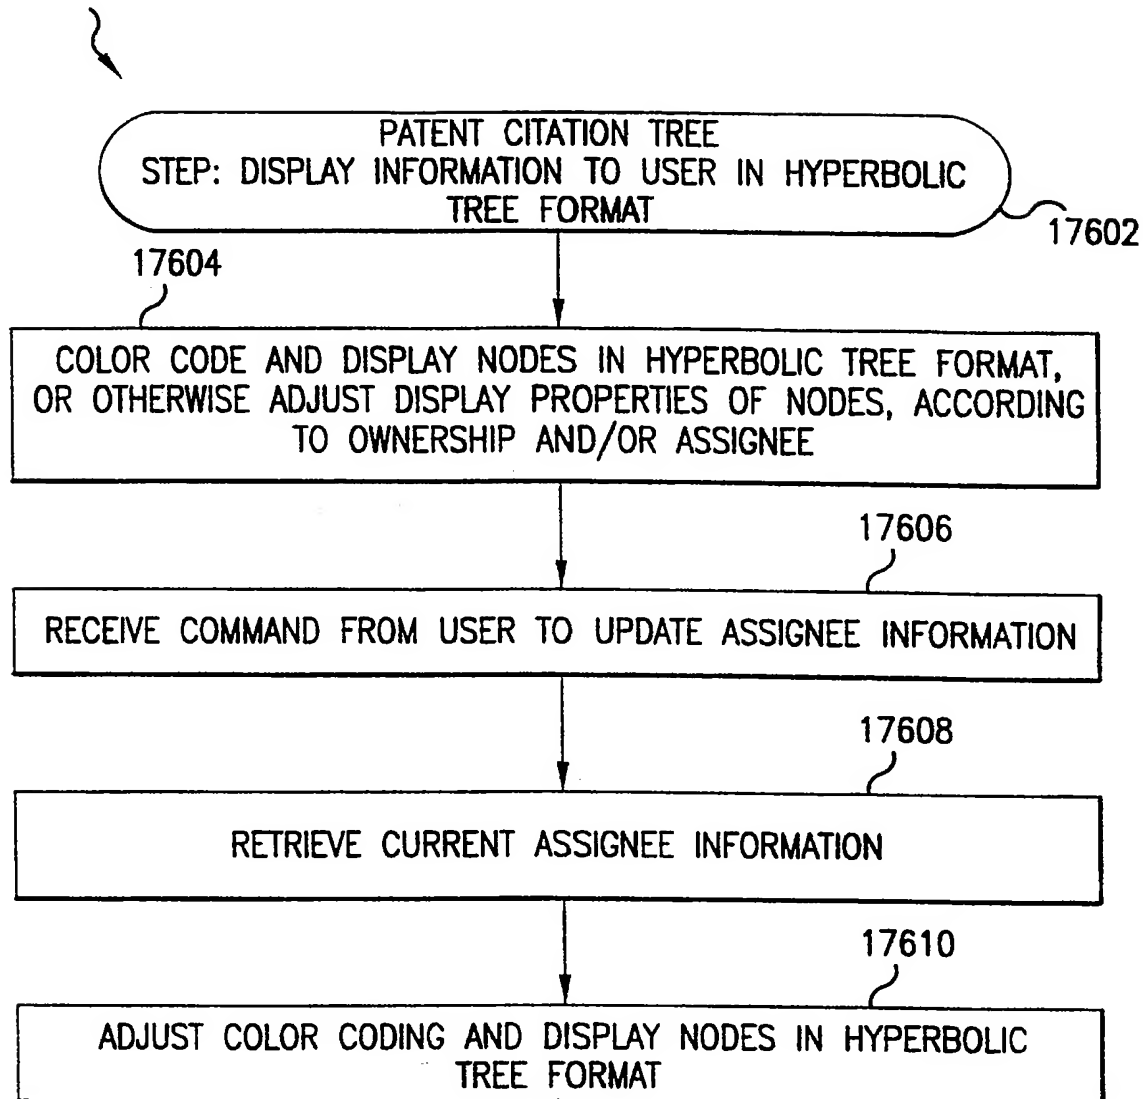 PATENT CITATION TREE
STEP: DISPLAY INFORMATION TO USER IN HYPERBOLIC
TREE FORMAT
17602
17604
COLOR CODE AND DISPLAY NODES IN HYPERBOLIC TREE FORMAT,
OR OTHERWISE ADJUST DISPLAY PROPERTIES OF NODES, ACCORDING
TO OWNERSHIP AND/OR ASSIGNEE
17606
RECEIVE COMMAND FROM USER TO UPDATE ASSIGNEE INFORMATION
17608
RETRIEVE CURRENT ASSIGNEE INFORMATION
17610
ADJUST COLOR CODING AND DISPLAY NODES IN HYPERBOLIC
TREE FORMAT